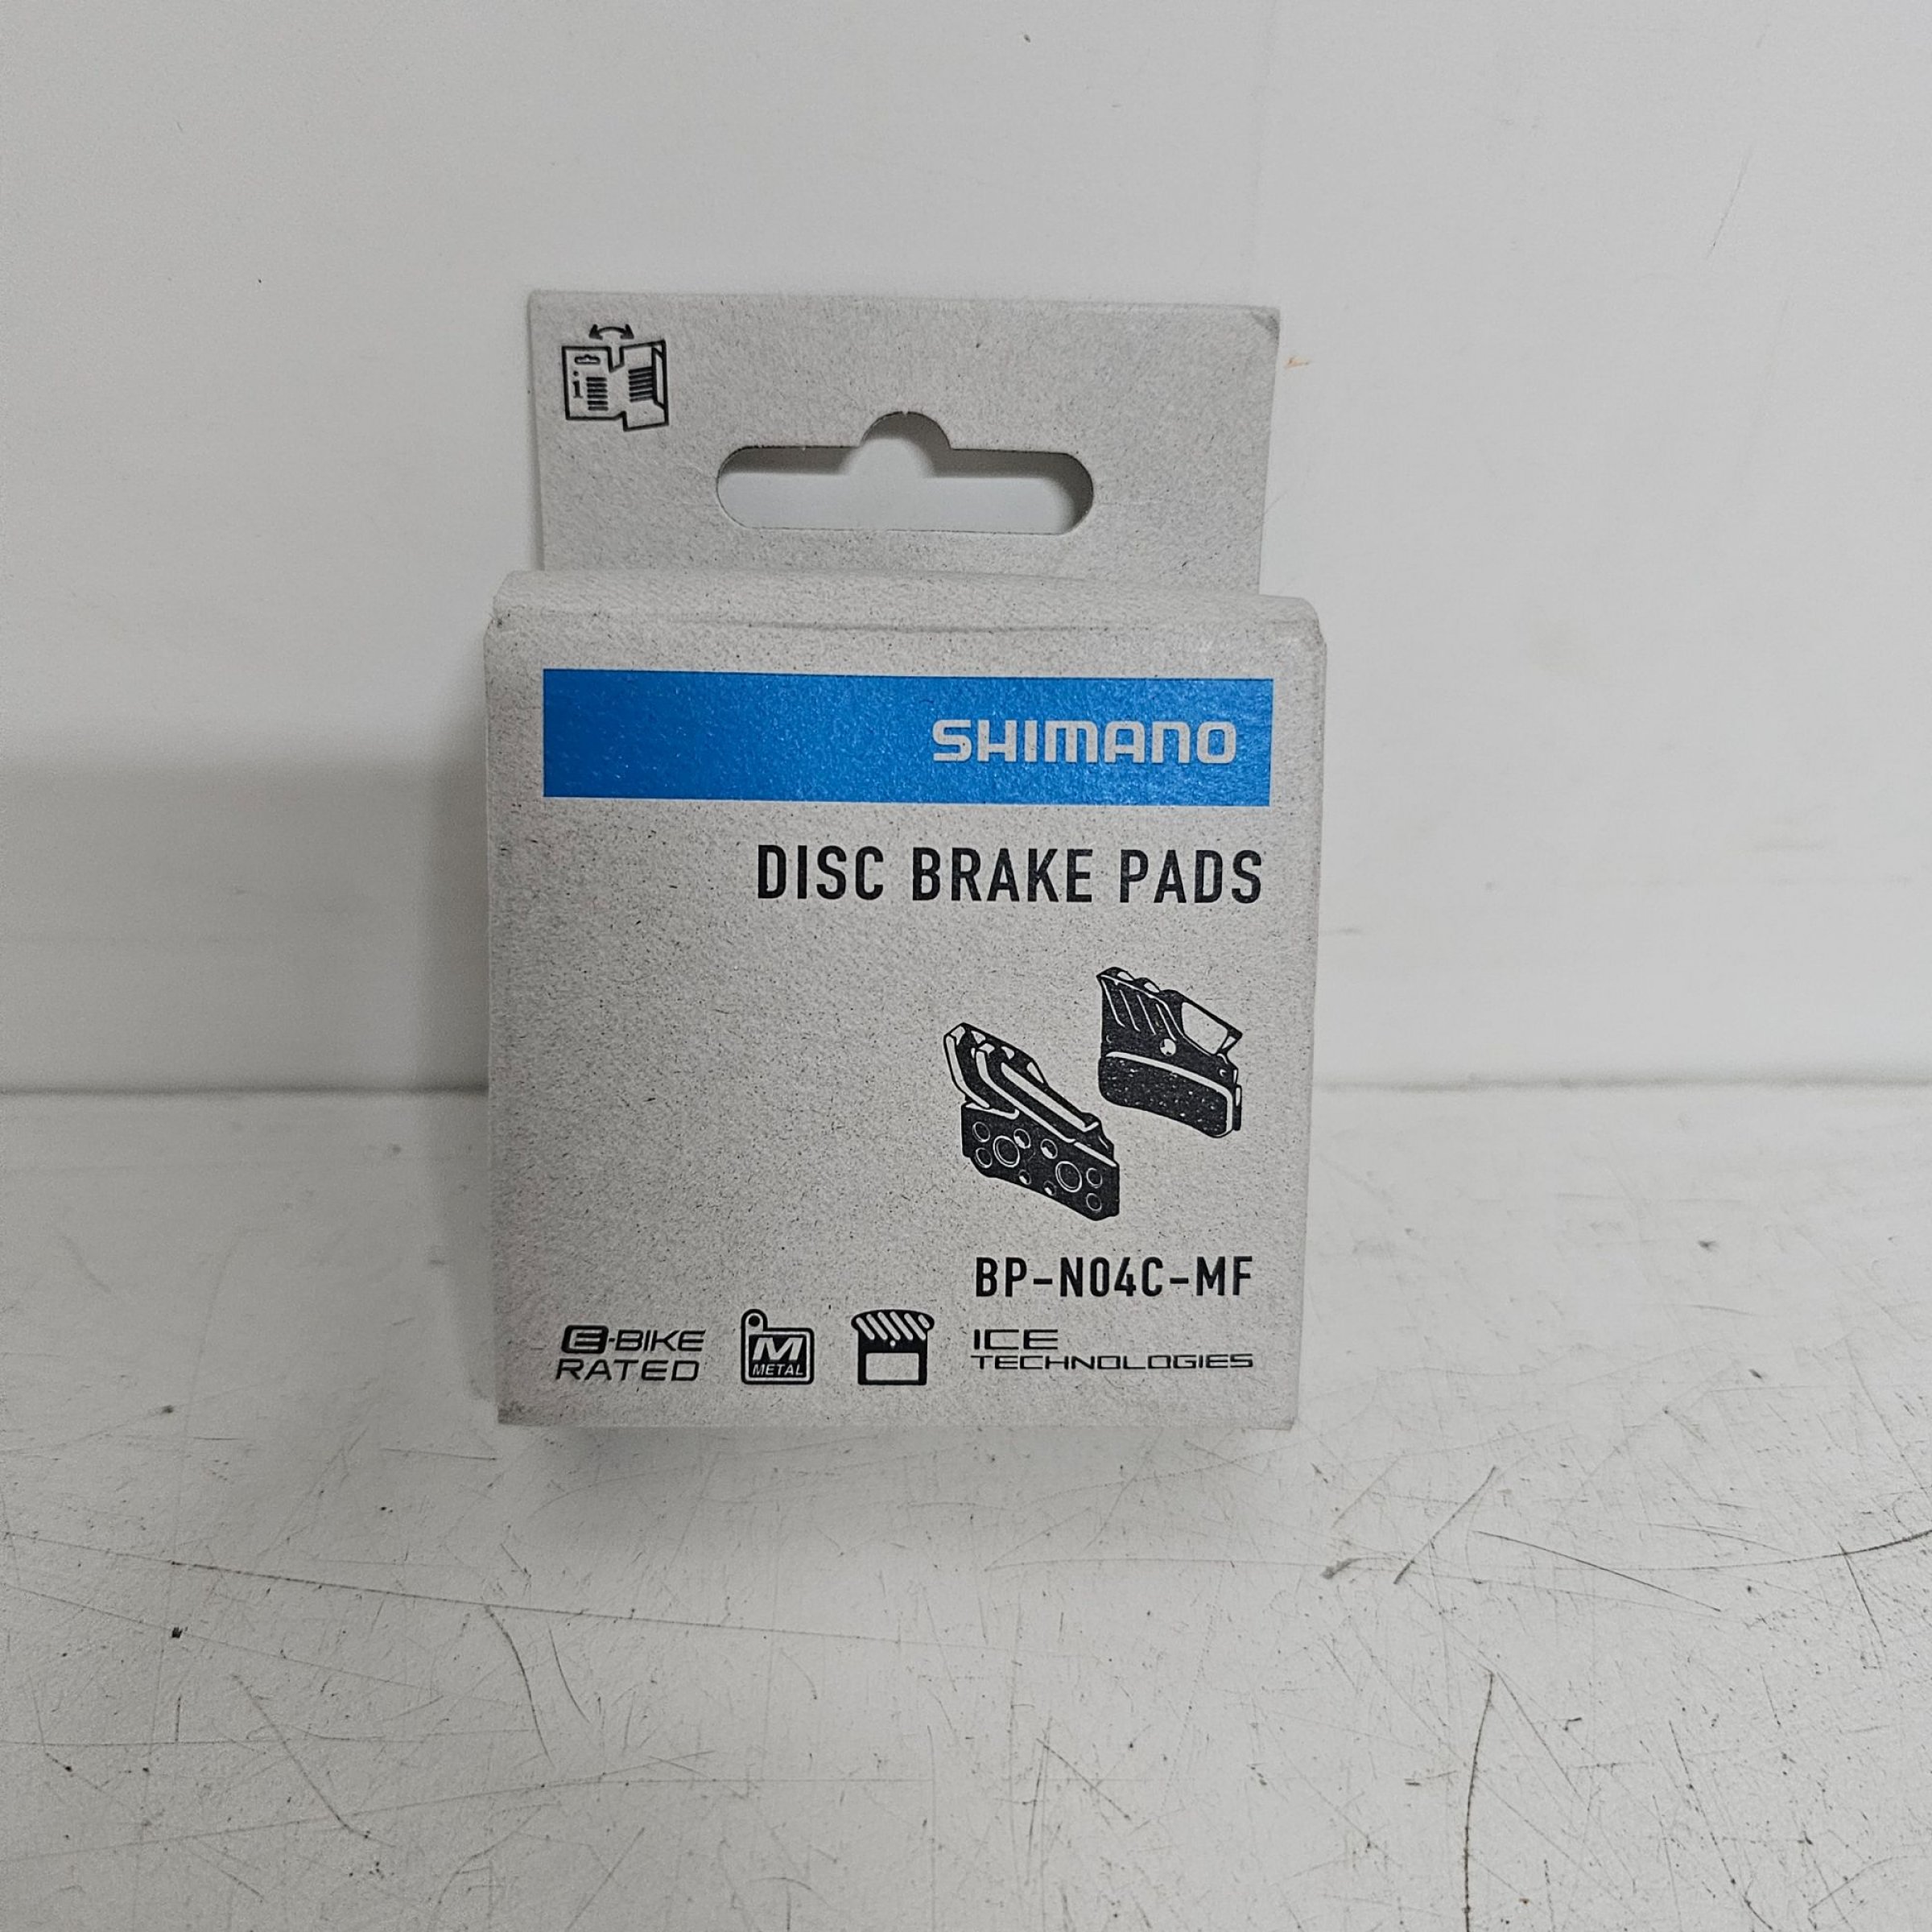 i
SHIMANO
DISC BRAKE PADS
BP-N04C-MF
E-BIKE
RATED
M
METAL
ICE
TECHNOLOGIES